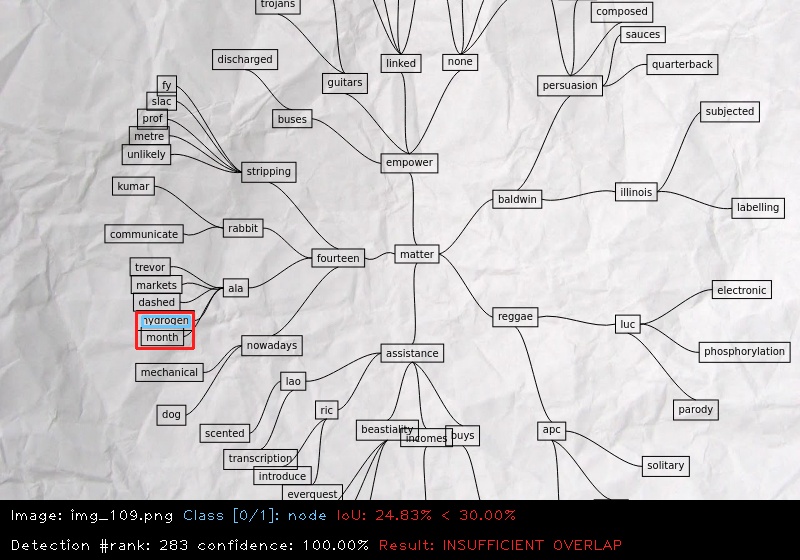 trojans
composed
sauces
discharged
linked
none
quarterback
guitars
persuasion
fy
slac
subjected
prof
buses
metre
unlikely
empower
stripping
kumar
illinois
baldwin
labelling
rabbit
communicate
matter
fourteen
trevor
markets
ala
electronic
dashed
hydrogen
reggae
luc
month
nowadays
assistance
phosphorylation
mechanical
lao
ric
parody
dog
scented
beastiality
incomes
buys
apc
transcription
solitary
introduce
everquest
Image: img_109.png Class [0/1]: node IoU: 24.83% < 30.00%
Detection #rank: 283 confidence: 100.00% Result: INSUFFICIENT OVERLAP